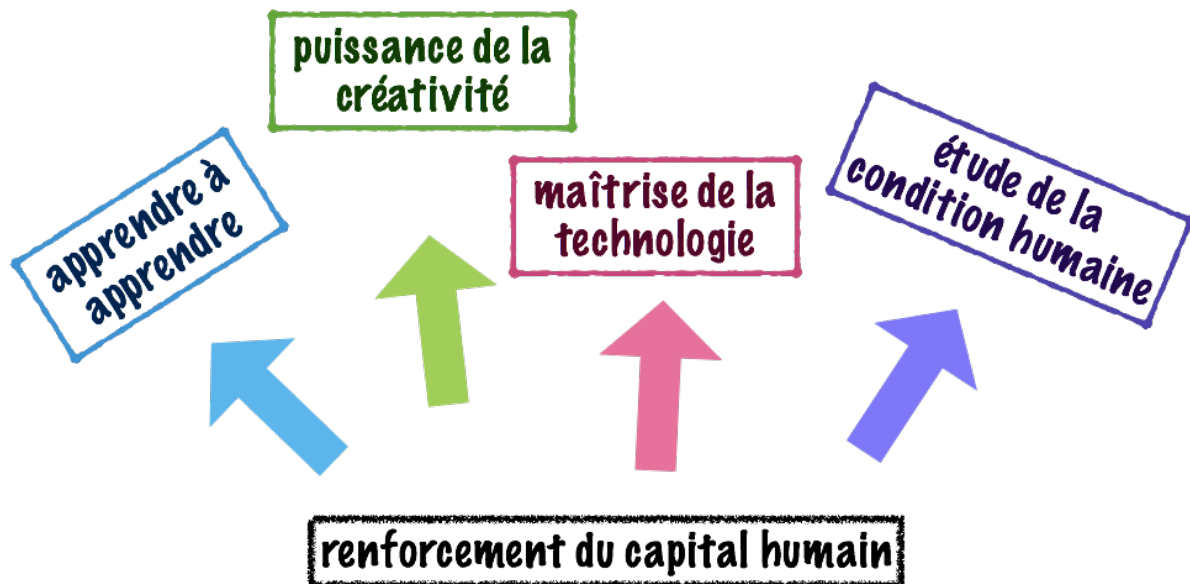 puissance de la
créativité
apprendre à
apprendre
maîtrise de la
technologie
étude de la
condition humaine
renforcement du capital humain